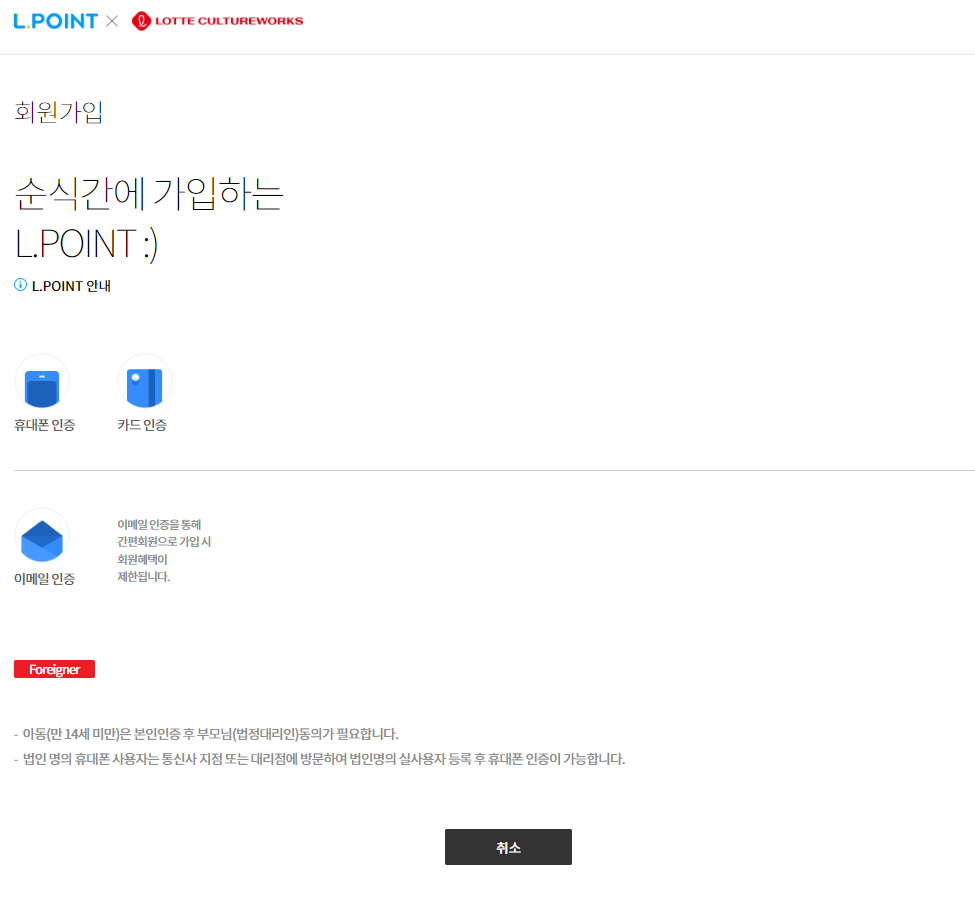 L.POINT × LOTTE CULTUREWORKS
회원가입
순식간에 가입하는
L.POINT :)
L.POINT 안내
휴대폰 인증
카드 인증
이메일 인증
이메일 인증을 통해
간편회원으로 가입 시
회원혜택이
제한됩니다.
Foreigner
- 아동(만 14세 미만)은 본인인증 후 부모님(법정대리인)동의가 필요합니다.
- 법인 명의 휴대폰 사용자는 통신사 지점 또는 대리점에 방문하여 법인명의 실사용자 등록 후 휴대폰 인증이 가능합니다.
취소